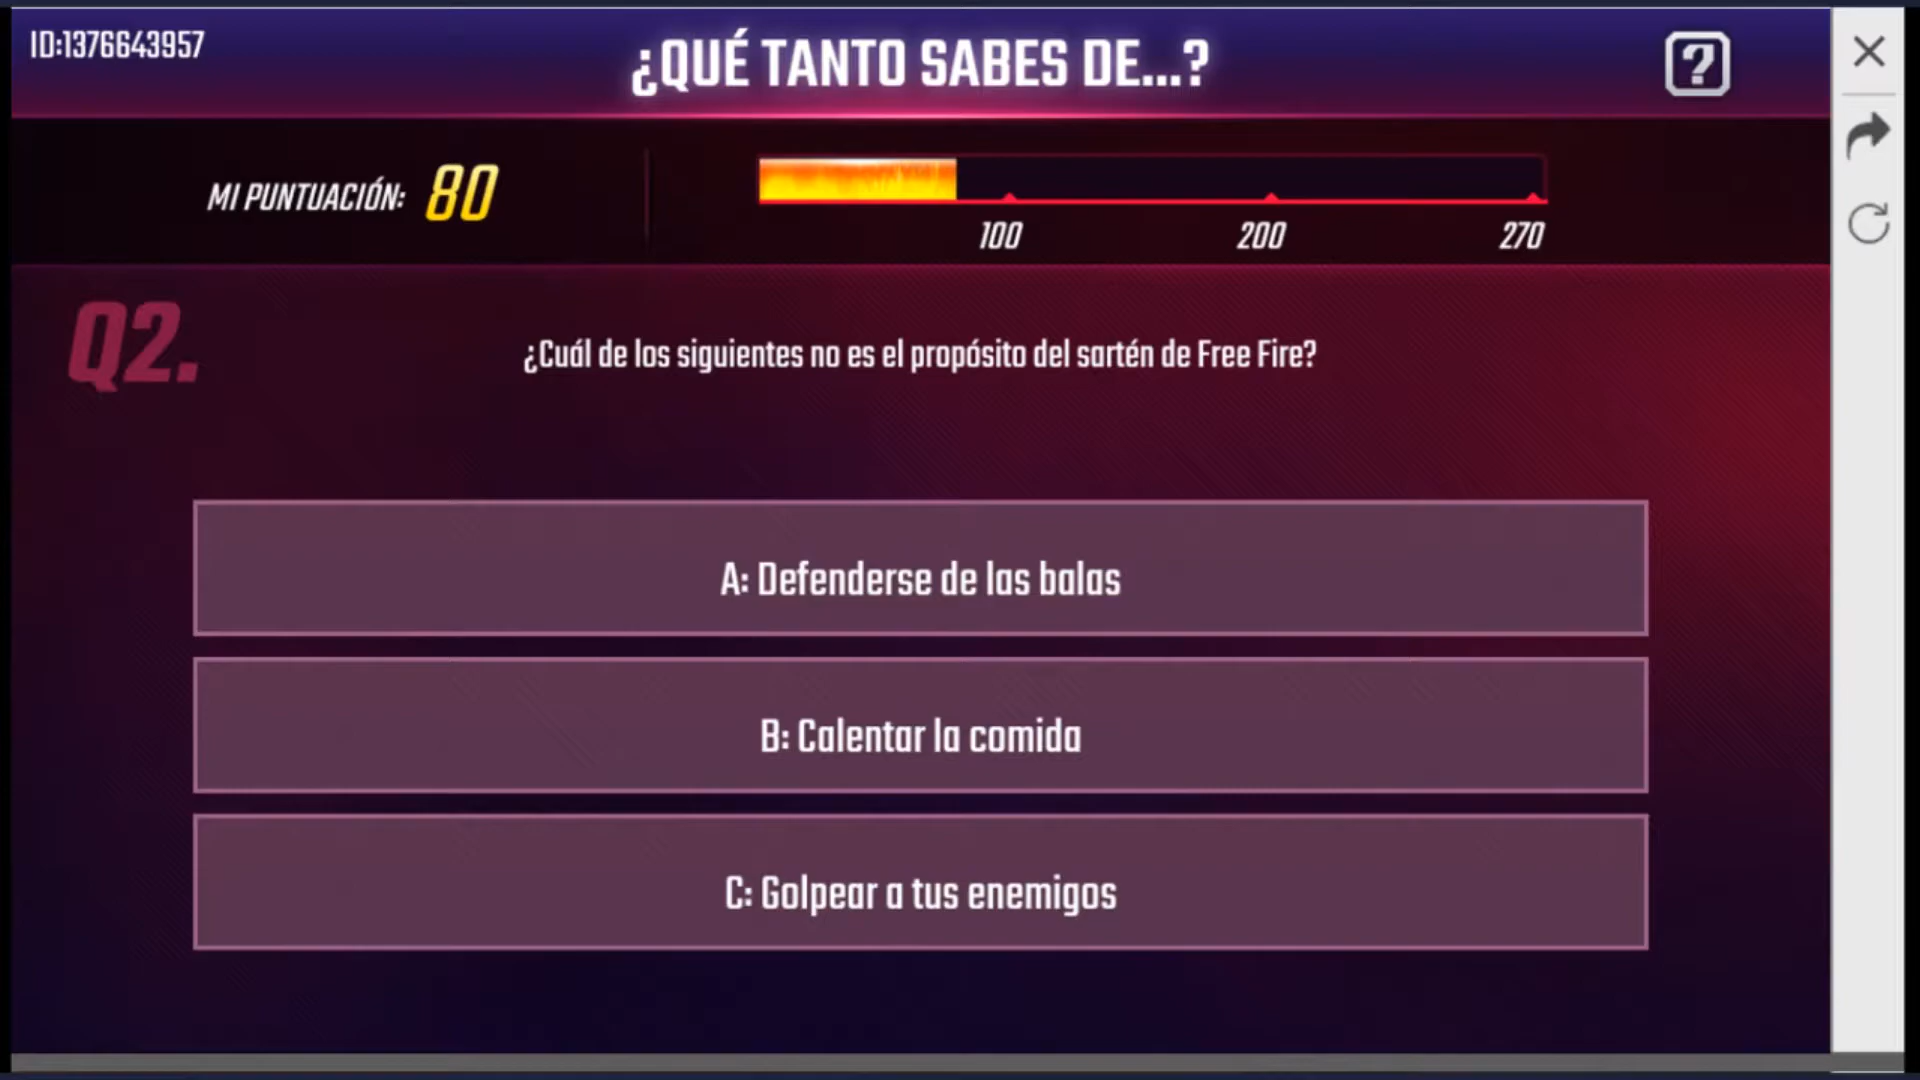 ID:1376643957
¿QUÉ TANTO SABES DE...?
MI PUNTUACIÓN: 80
100 200 270
Q2.
¿Cuál de los siguientes no es el propósito del sartén de Free Fire?
A: Defenderse de las balas
B: Calentar la comida
C: Golpear a tus enemigos